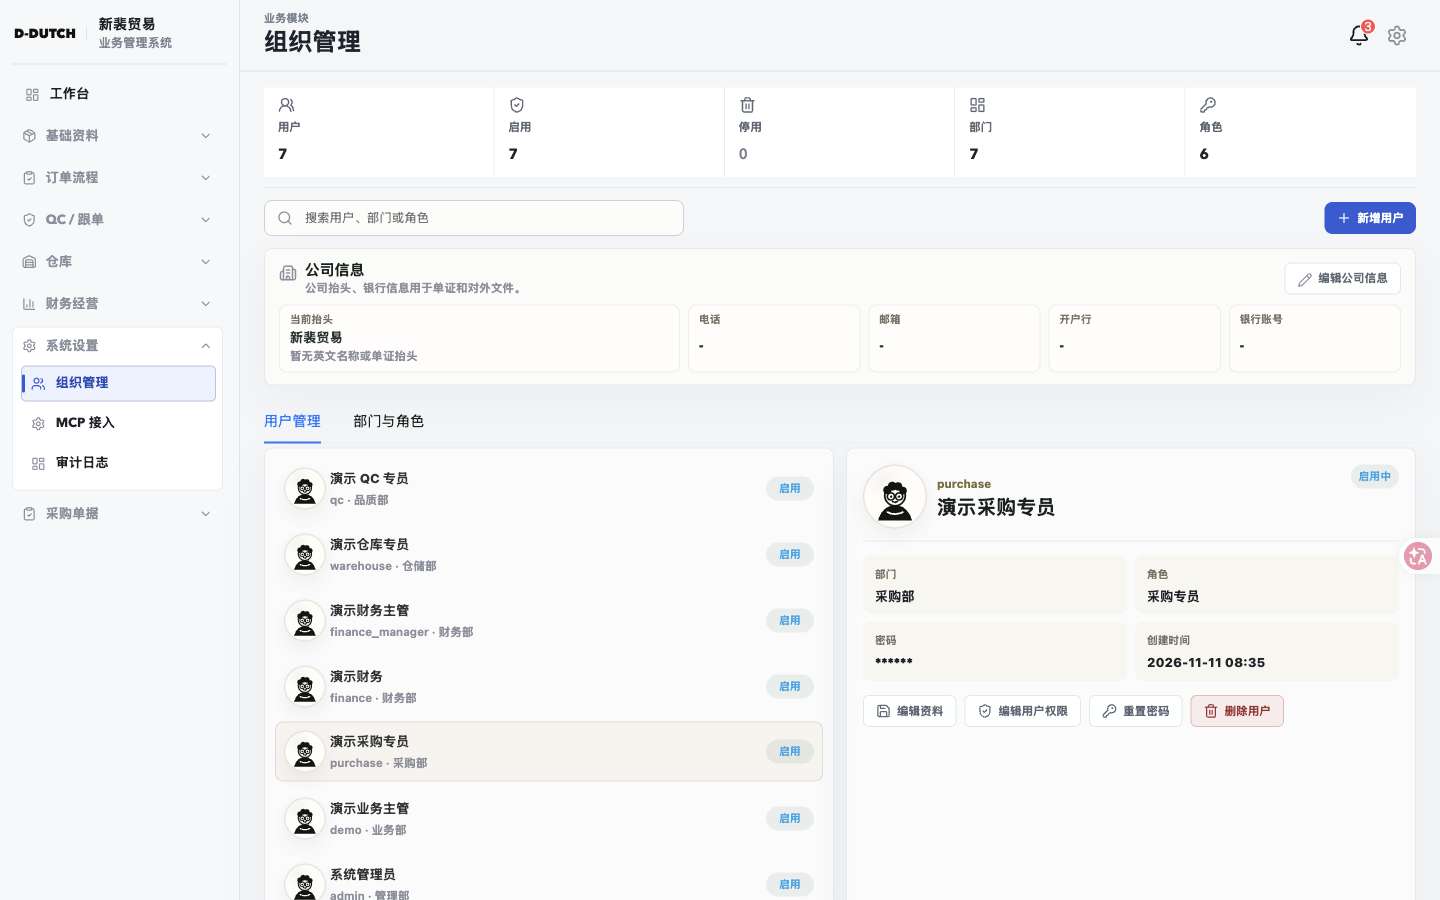 D-DUTCH
新裴贸易
业务管理系统
工作台
基础资料
订单流程
QC / 跟单
仓库
财务经营
系统设置
组织管理
MCP 接入
审计日志
采购单据
业务模块
组织管理
3
用户
7
启用
7
停用
0
部门
7
角色
6
搜索用户、部门或角色
新增用户
公司信息
公司抬头、银行信息用于单证和对外文件。
编辑公司信息
当前抬头
新裴贸易
暂无英文名称或单证抬头
电话
-
邮箱
-
开户行
-
银行账号
-
用户管理
部门与角色
演示 QC 专员
qc · 品质部
启用
演示仓库专员
warehouse · 仓储部
启用
演示财务主管
finance_manager · 财务部
启用
演示财务
finance · 财务部
启用
演示采购专员
purchase · 采购部
启用
演示业务主管
demo · 业务部
启用
系统管理员
admin · 管理部
启用
purchase
演示采购专员
启用中
部门
采购部
角色
采购专员
密码
******
创建时间
2026-11-11 08:35
编辑资料
编辑用户权限
重置密码
删除用户